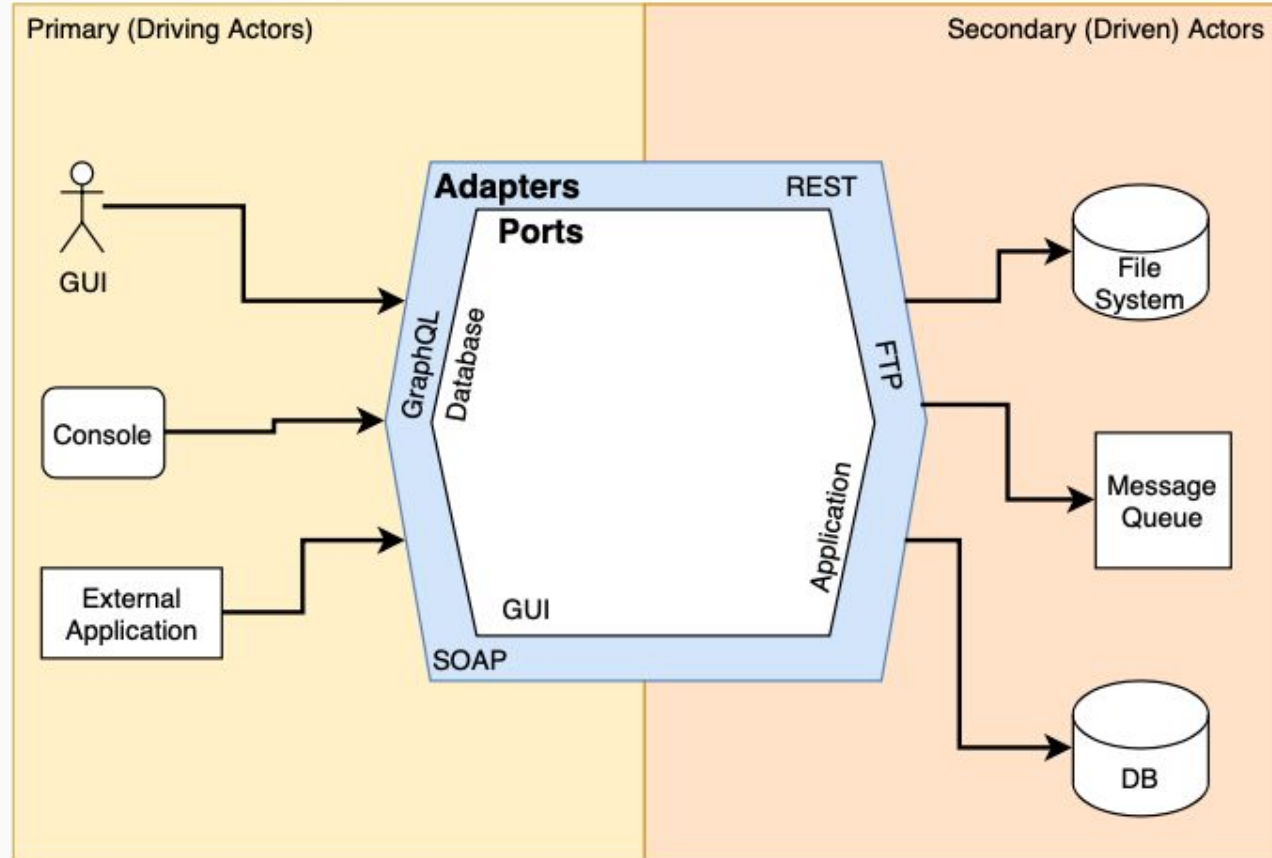 Primary (Driving Actors)
Secondary (Driven) Actors
Adapters
REST
Ports
GUI
File
System
GraphQL
Database
FTP
Console
Message
Queue
Application
External
Application
GUI
SOAP
DB